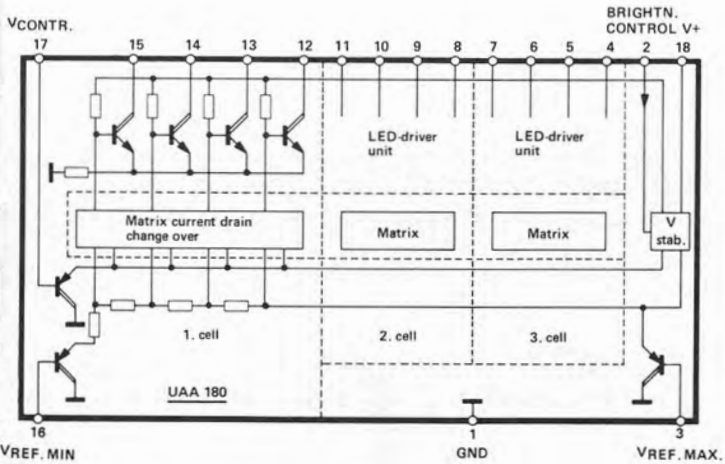 VCONTR.
BRIGHTN.
CONTROL V+
17 15 14 13 12 11 10 9 8 7 6 5 4 2 18
LED-driver
unit
LED-driver
unit
Matrix current drain
change over
Matrix
Matrix
V
stab.
1. cell
2. cell
3. cell
UAA 180
16 1 3
VREF.MIN
GND
VREF.MAX.